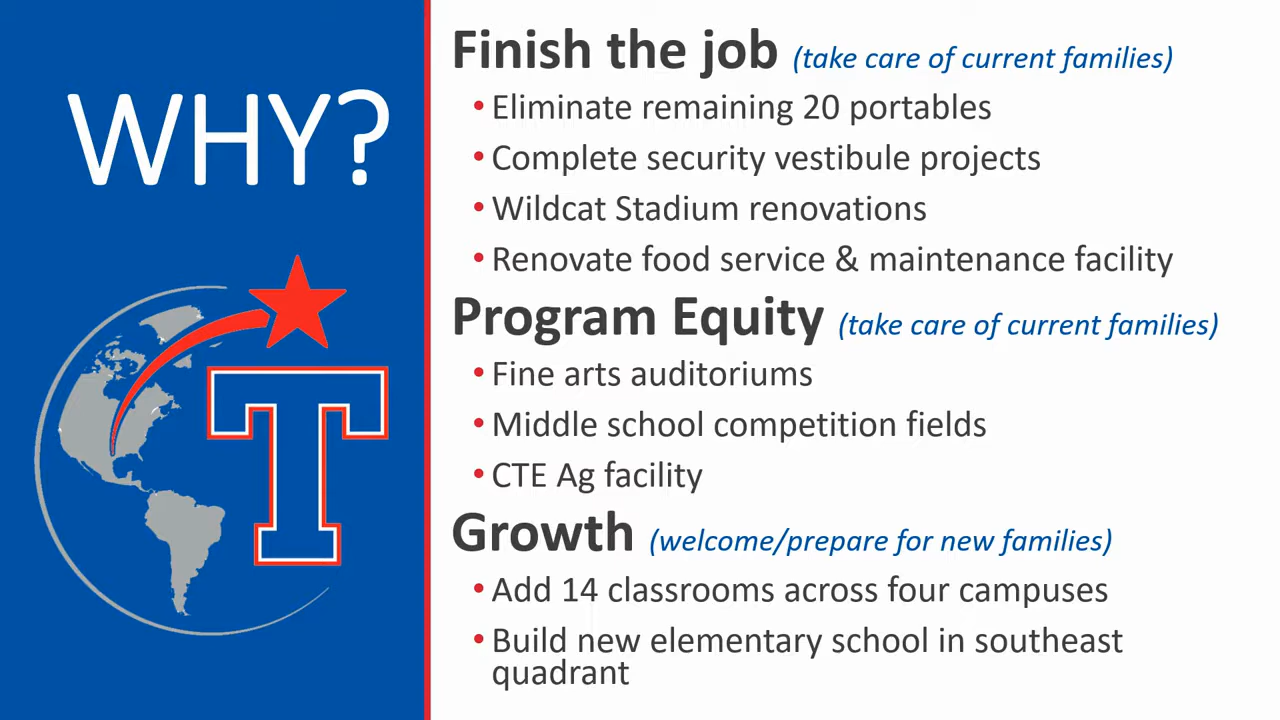 WHY?
T
Finish the job (take care of current families)
• Eliminate remaining 20 portables
• Complete security vestibule projects
• Wildcat Stadium renovations
• Renovate food service & maintenance facility
Program Equity (take care of current families)
• Fine arts auditoriums
• Middle school competition fields
• CTE Ag facility
Growth (welcome/prepare for new families)
• Add 14 classrooms across four campuses
• Build new elementary school in southeast
quadrant